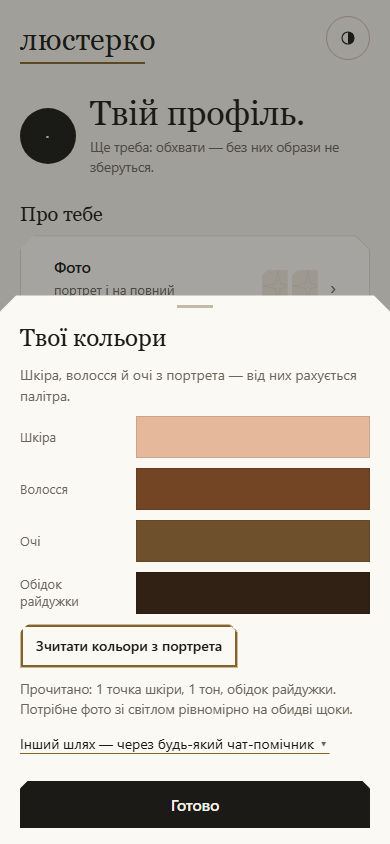 люстерко
Твій профіль.
Ще треба: обхвати — без них образи не
зберуться.
Про тебе
Фото
портрет і на повний
Твої кольори
Шкіра, волосся й очі з портрета — від них рахується
палітра.
Шкіра
Волосся
Очі
Обідок
райдужки
Зчитати кольори з портрета
Прочитано: 1 точка шкіри, 1 тон, обідок райдужки.
Потрібне фото зі світлом рівномірно на обидві щоки.
Інший шлях — через будь-який чат-помічник
Готово